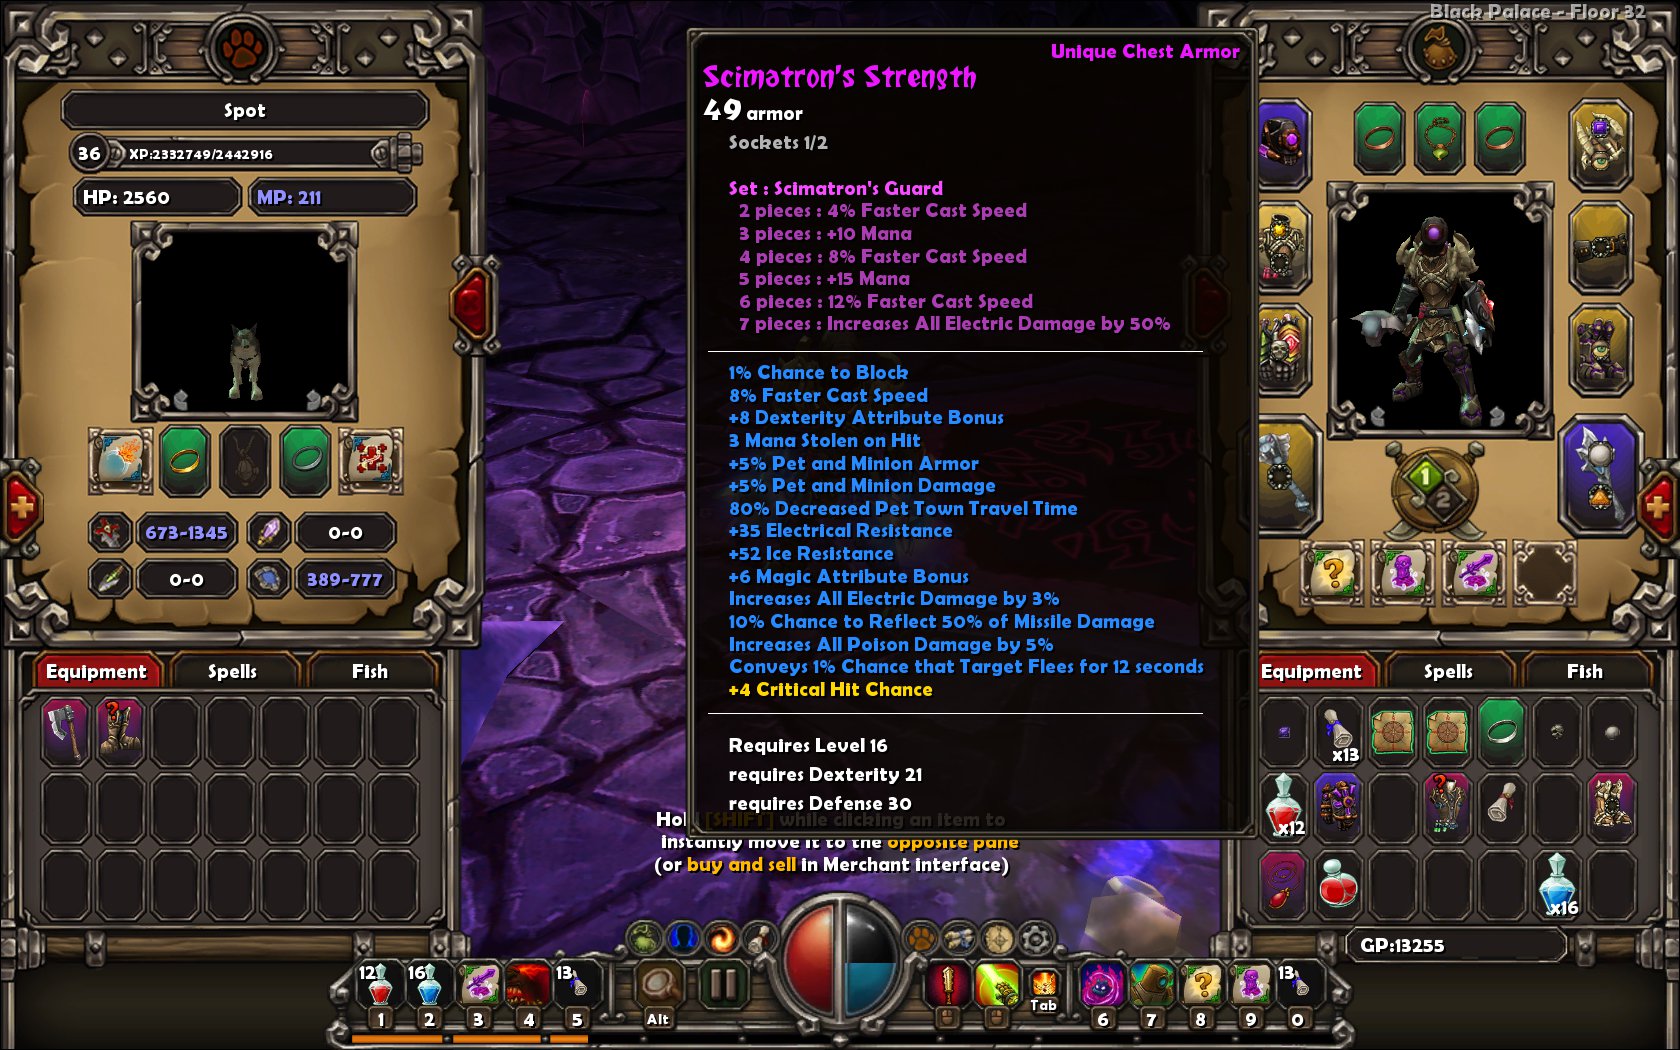 Black Palace - Floor 32
Spot
36
XP:2332749/2442916
HP: 2560
MP: 211
673-1345
0-0
0-0
389-777
Equipment
Spells
Fish
Unique Chest Armor
Scimatron's Strength
49 armor
Sockets 1/2
Set : Scimatron's Guard
2 pieces : 4% Faster Cast Speed
3 pieces : +10 Mana
4 pieces : 8% Faster Cast Speed
5 pieces : +15 Mana
6 pieces : 12% Faster Cast Speed
7 pieces : Increases All Electric Damage by 50%
1% Chance to Block
8% Faster Cast Speed
+8 Dexterity Attribute Bonus
3 Mana Stolen on Hit
+5% Pet and Minion Armor
+5% Pet and Minion Damage
80% Decreased Pet Town Travel Time
+35 Electrical Resistance
+52 Ice Resistance
+6 Magic Attribute Bonus
Increases All Electric Damage by 3%
10% Chance to Reflect 50% of Missile Damage
Increases All Poison Damage by 5%
Conveys 1% Chance that Target Flees for 12 seconds
+4 Critical Hit Chance
Requires Level 16
requires Dexterity 21
requires Defense 30
Hold [SHIFT] while clicking an item to
instantly move it to the opposite pane
(or buy and sell in Merchant interface)
1
2
Equipment
Spells
Fish
x13
x12
x16
GP:13255
12
16
13
13
1
2
3
4
5
Alt
Tab
6
7
8
9
0